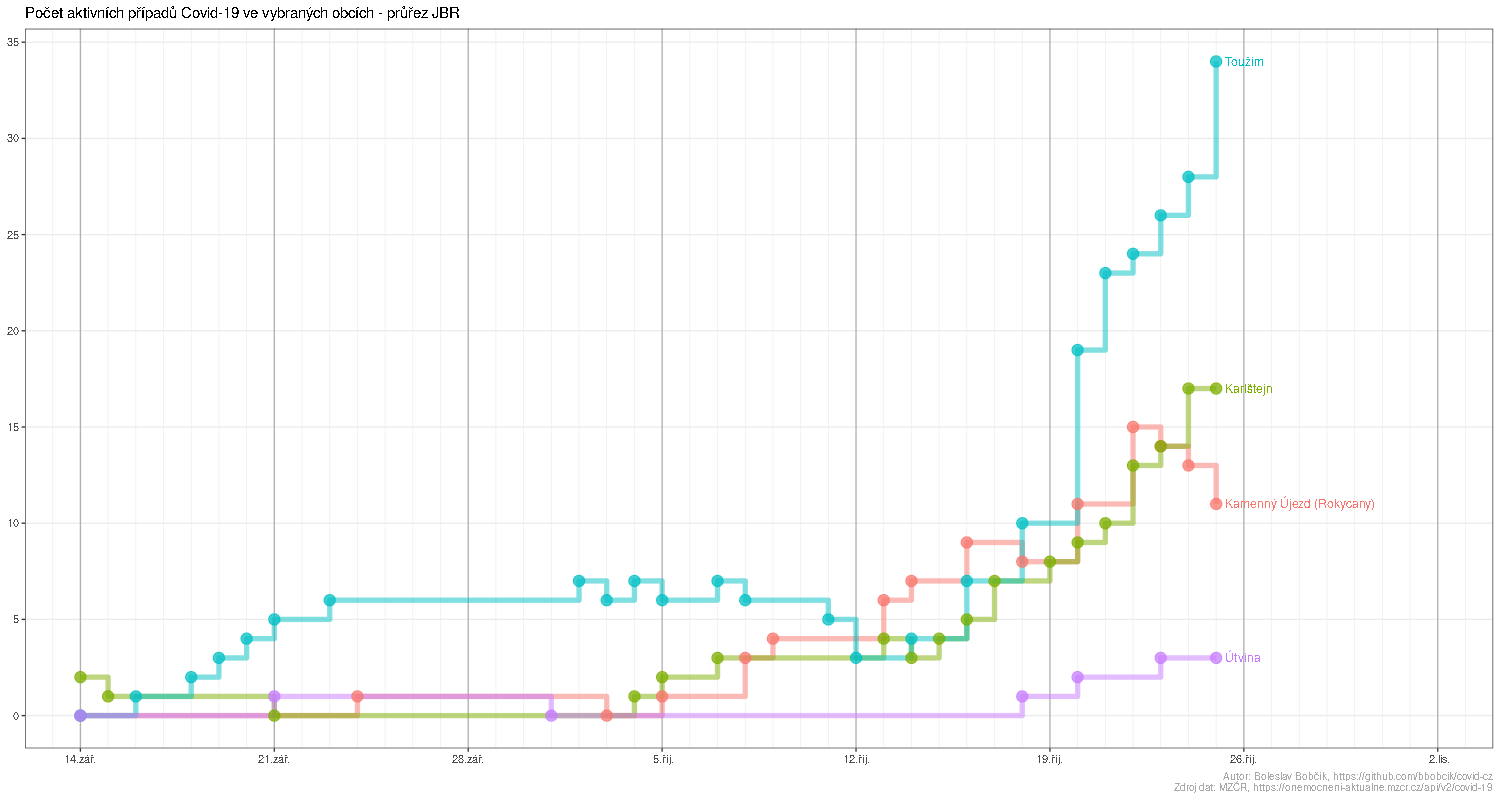 Počet aktivních případů Covid-19 ve vybraných obcích - průřez JBR
35
30
25
20
15
10
5
0
Toužim
Karlštejn
Kamenný Újezd (Rokycany)
Útvina
14.zář. 21.zář. 28.zář. 5.říj. 12.říj. 19.říj. 26.říj. 2.lis.
Autor: Boleslav Bobčík, https://github.com/bbobcik/covid-cz
Zdroj dat: MZČR, https://onemocneni-aktualne.mzcr.cz/api/v2/covid-19